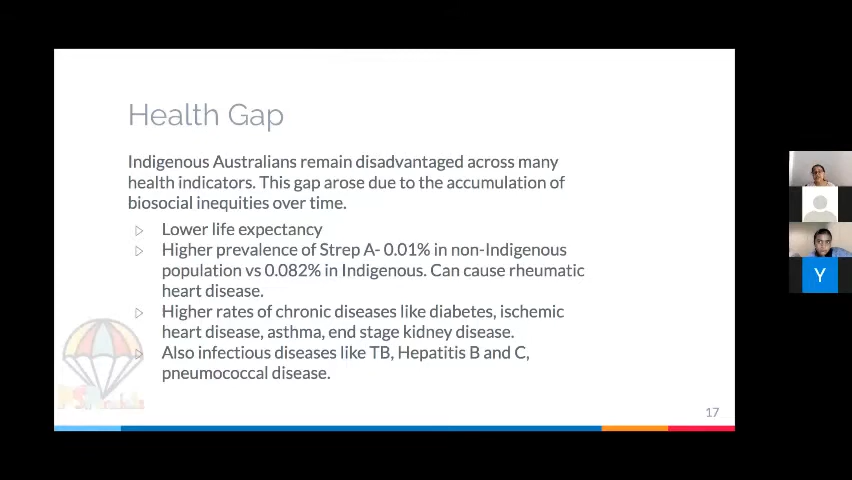 Health Gap
Indigenous Australians remain disadvantaged across many
health indicators. This gap arose due to the accumulation of
biosocial inequities over time.
Lower life expectancy
Higher prevalence of Strep A- 0.01% in non-Indigenous
population vs 0.082% in Indigenous. Can cause rheumatic
heart disease.
Higher rates of chronic diseases like diabetes, ischemic
heart disease, asthma, end stage kidney disease.
Also infectious diseases like TB, Hepatitis B and C,
pneumococcal disease.
17
Y